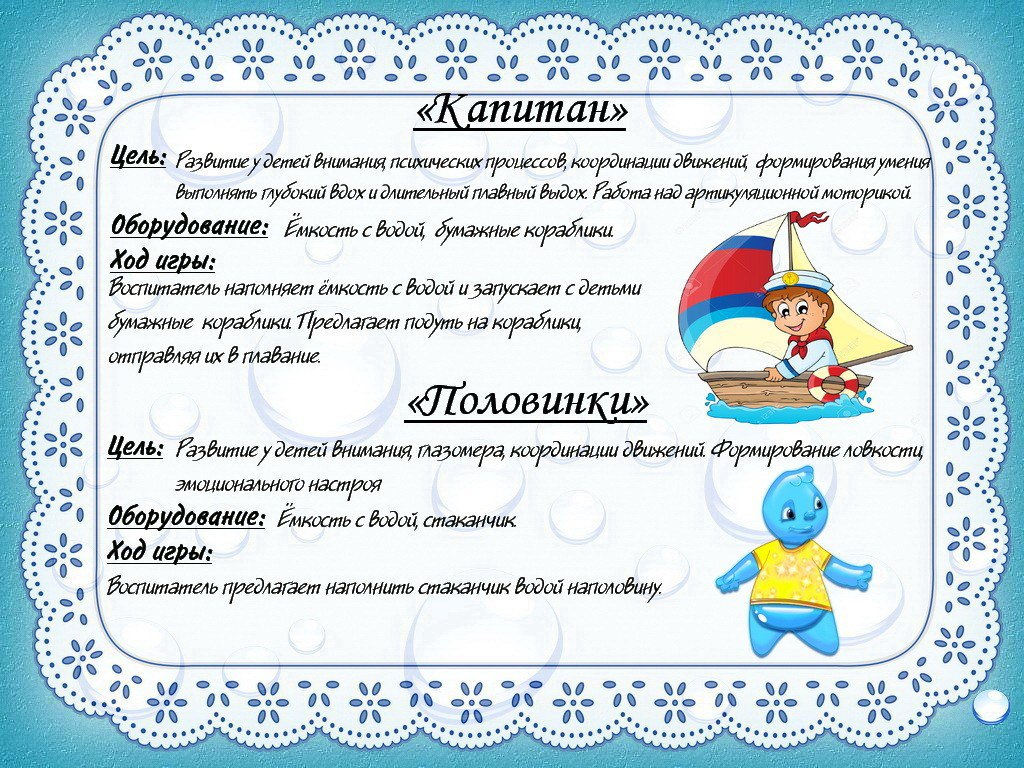 «Капитан»
Цель: Развитие у детей внимания, психических процессов, координации движений, формирования умения
выполнять глубокий вдох и длительный плавный выдох. Работа над артикуляционной моторикой.
Оборудование: Ёмкость с водой, бумажные кораблики.
Ход игры:
Воспитатель наполняет ёмкость с водой и запускает с детьми
бумажные кораблики. Предлагает подуть на кораблики,
отправляя их в плавание.
«Половинки»
Цель: Развитие у детей внимания, глазомера, координации движений. Формирование ловкости,
эмоционального настроя
Оборудование: Ёмкость с водой, стаканчик.
Ход игры:
Воспитатель предлагает наполнить стаканчик водой наполовину.